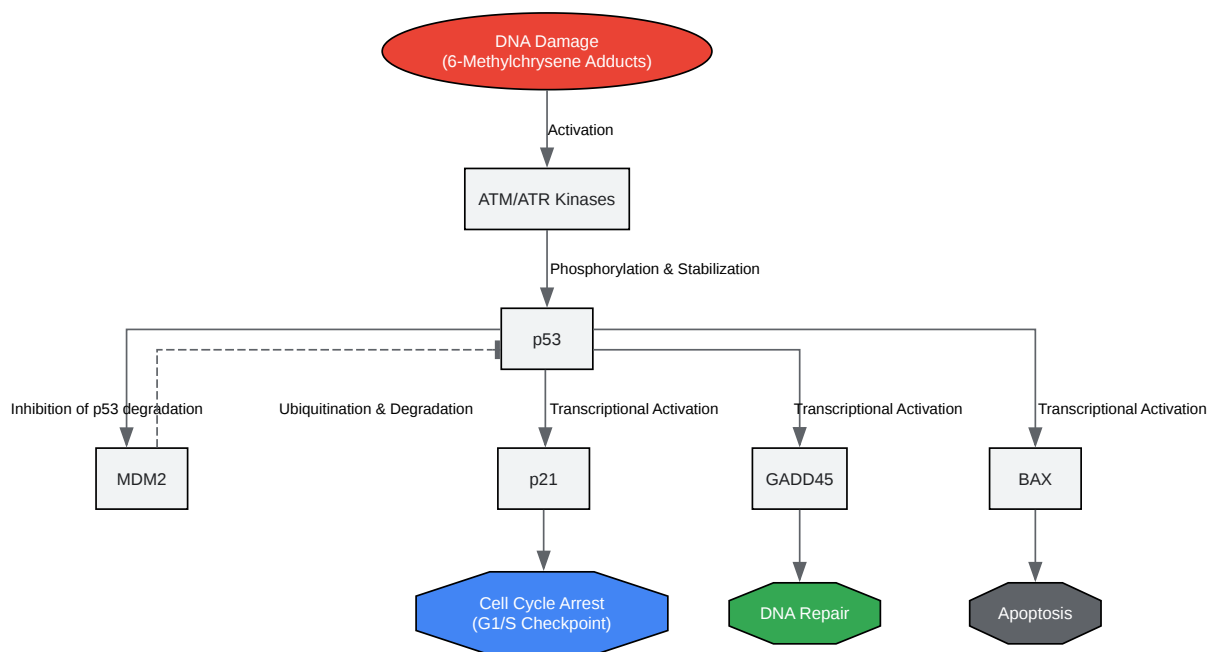 DNA Damage
(6-Methylchrysene Adducts)
Activation
ATM/ATR Kinases
Phosphorylation & Stabilization
p53
Inhibition of p53 degradation
Ubiquitination & Degradation
Transcriptional Activation
Transcriptional Activation
Transcriptional Activation
MDM2
p21
GADD45
BAX
Cell Cycle Arrest
(G1/S Checkpoint)
DNA Repair
Apoptosis